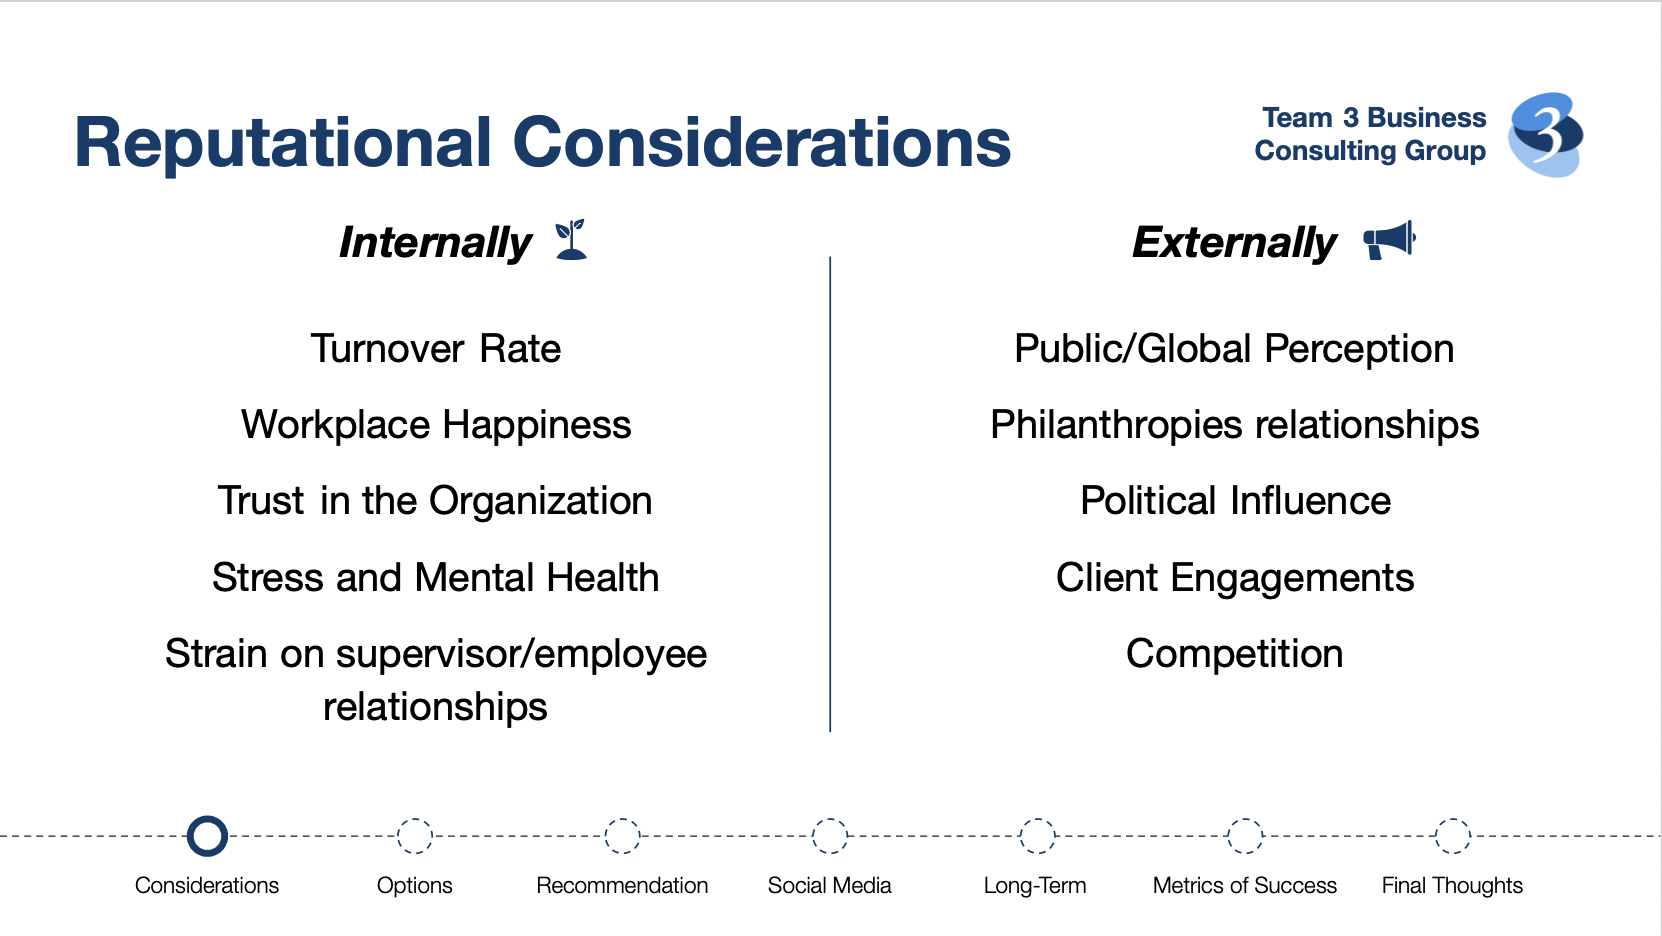 Reputational Considerations
Team 3 Business
Consulting Group
3
Internally
Turnover Rate
Workplace Happiness
Trust in the Organization
Stress and Mental Health
Strain on supervisor/employee
relationships
Externally
Public/Global Perception
Philanthropies relationships
Political Influence
Client Engagements
Competition
Considerations
Options
Recommendation
Social Media
Long-Term
Metrics of Success
Final Thoughts